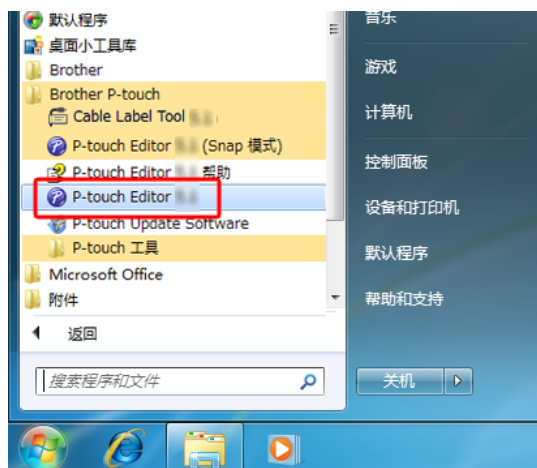 默认程序
桌面小工具库
Brother
Brother P-touch
Cable Label Tool
P-touch Editor (Snap 模式)
P-touch Editor 帮助
P-touch Editor
P-touch Update Software
P-touch 工具
Microsoft Office
附件
返回
搜索程序和文件
音乐
游戏
计算机
控制面板
设备和打印机
默认程序
帮助和支持
关机